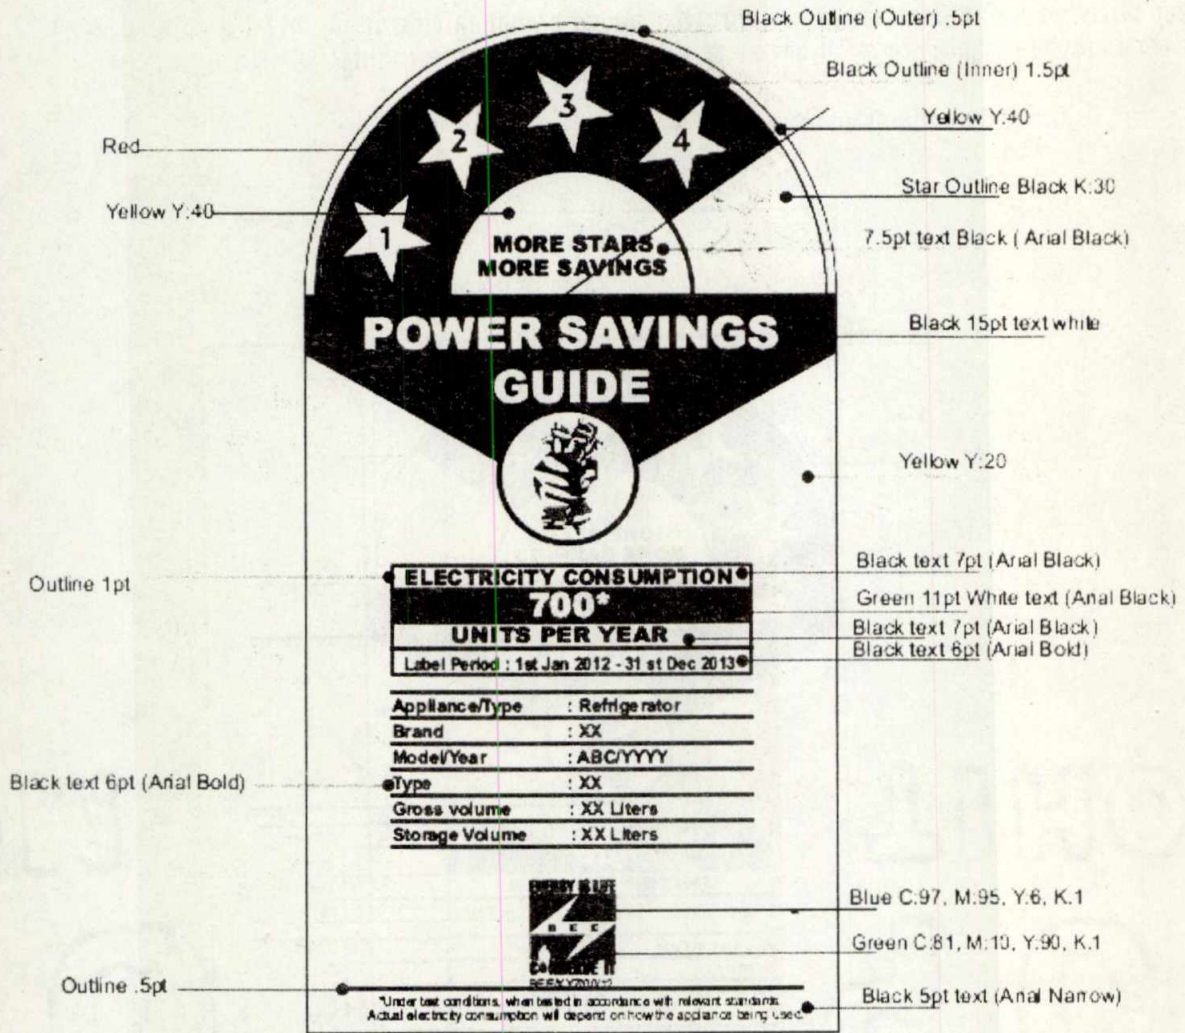 Black Outline (Outer) .5pt
Black Outline (Inner) 1.5pt
Yellow Y:40
Red
Star Outline Black K:30
Yellow Y:40
7.5pt text Black ( Arial Black)
1
2
3
4
MORE STARS
MORE SAVINGS
Black 15pt text white
POWER SAVINGS
GUIDE
Yellow Y:20
Outline 1pt
ELECTRICITY CONSUMPTION
Black text 7pt (Arial Black)
700*
Green 11pt White text (Arial Black)
UNITS PER YEAR
Black text 7pt (Arial Black)
Label Period : 1st Jan 2012 - 31 st Dec 2013
Black text 6pt (Arial Bold)
Appliance/Type : Refrigerator
Brand : XX
Model/Year : ABC/YYYY
Black text 6pt (Arial Bold)
Type : XX
Gross volume : XX Liters
Storage Volume : XX Liters
ENERGY IS LIFE
BEE
CONSERVE IT
Blue C:97, M:95, Y:6, K.1
Green C:81, M:10, Y:90, K.1
Outline .5pt
*Under test conditions, when tested in accordance with relevant standards.
Actual electricity consumption will depend on how the appliance being used.
Black 5pt text (Arial Narrow)